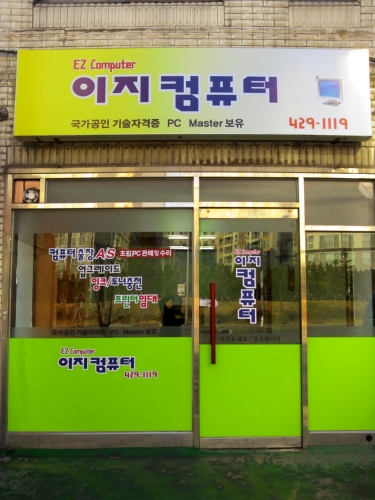 EZ Computer
이지컴퓨터
국가공인 기술자격증 PC Master 보유
429-1119
컴퓨터출장A/S 조립PC 판매 및 수리
업그레이드
잉크/토너충전
프린터임대
EZ Computer
이지컴퓨터
국가공인 기술자격증 PC Master 보유
EZ Computer
이지컴퓨터
429-1119